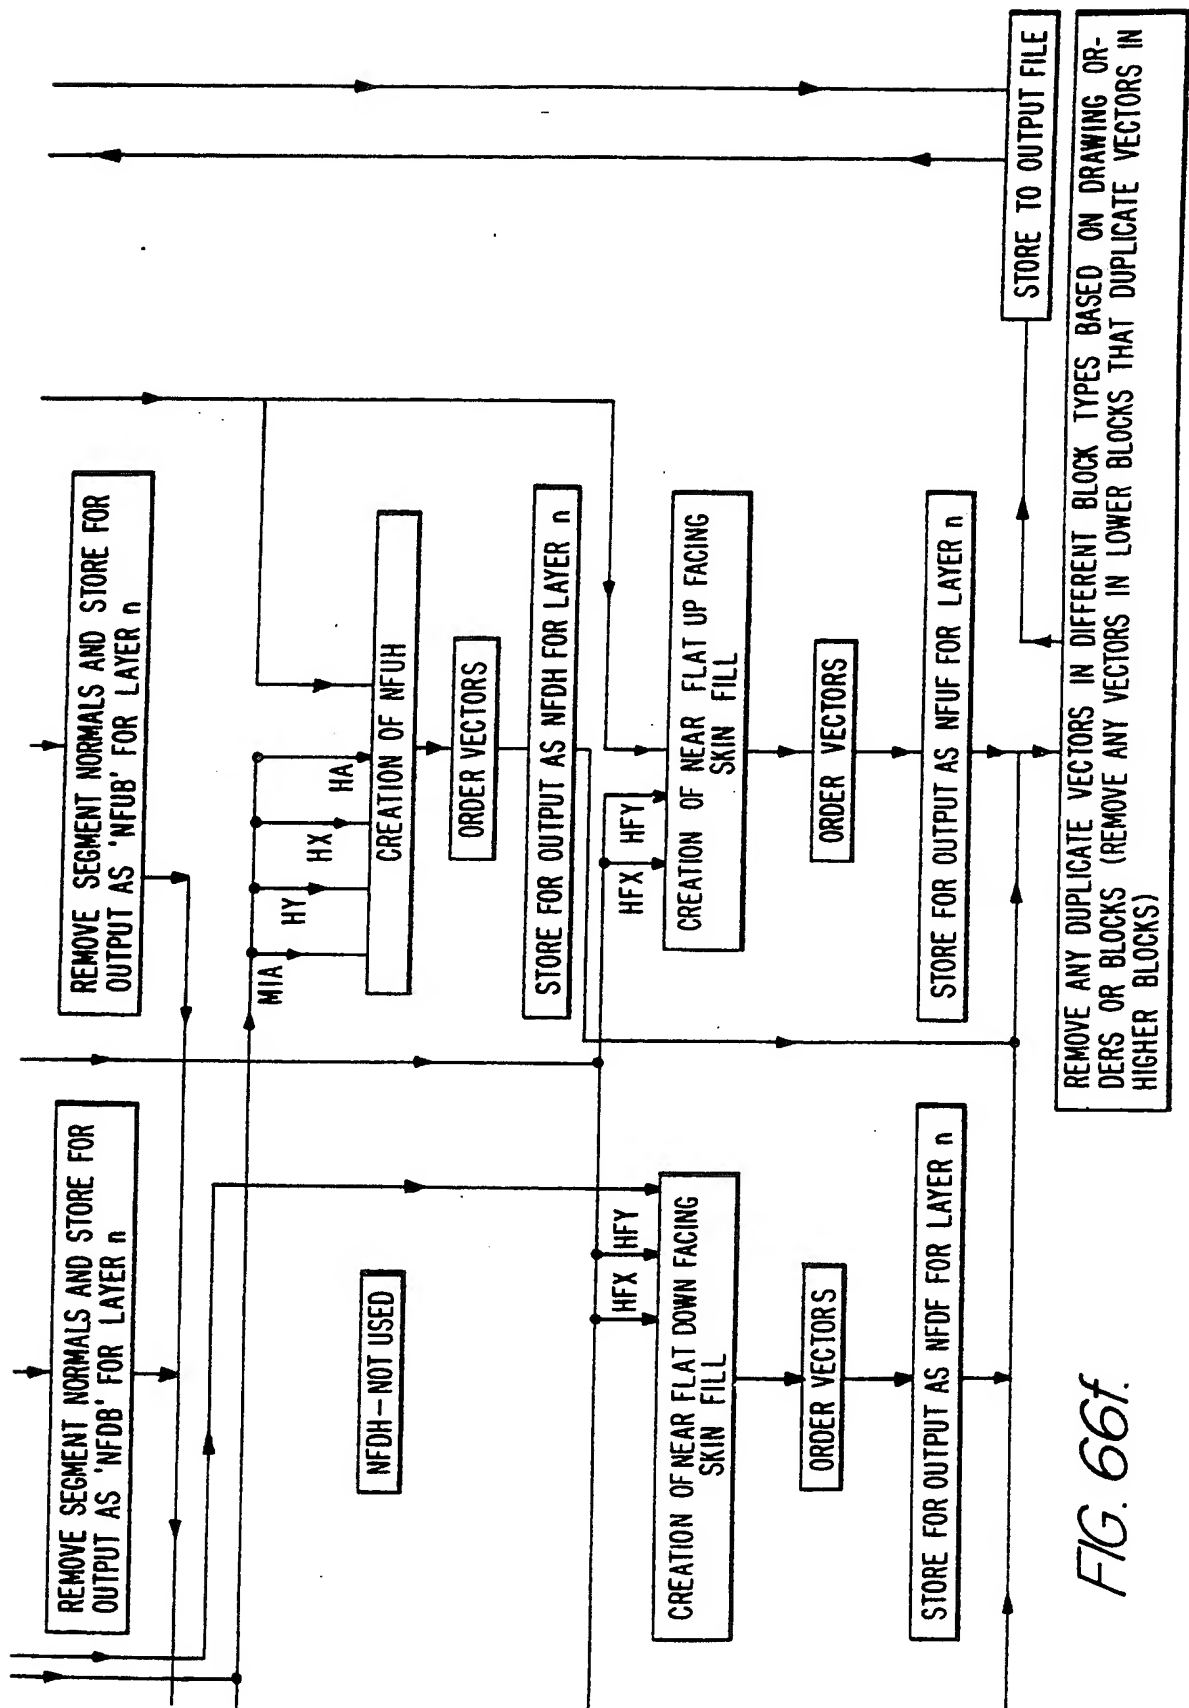 REMOVE SEGMENT NORMALS AND STORE FOR
OUTPUT AS 'NFDB' FOR LAYER n
REMOVE SEGMENT NORMALS AND STORE FOR
OUTPUT AS 'NFUB' FOR LAYER n
NFDH-NOT USED
MIA
HY
HX
HA
CREATION OF NFUH
ORDER VECTORS
STORE FOR OUTPUT AS NFDH FOR LAYER n
HFX
HFY
CREATION OF NEAR FLAT DOWN FACING
SKIN FILL
HFX
HFY
CREATION OF NEAR FLAT UP FACING
SKIN FILL
ORDER VECTORS
ORDER VECTORS
STORE FOR OUTPUT AS NFDF FOR LAYER n
STORE FOR OUTPUT AS NFUF FOR LAYER n
STORE TO OUTPUT FILE
REMOVE ANY DUPLICATE VECTORS IN DIFFERENT BLOCK TYPES BASED ON DRAWING OR-
DERS OR BLOCKS (REMOVE ANY VECTORS IN LOWER BLOCKS THAT DUPLICATE VECTORS IN
HIGHER BLOCKS)
FIG. 66f.